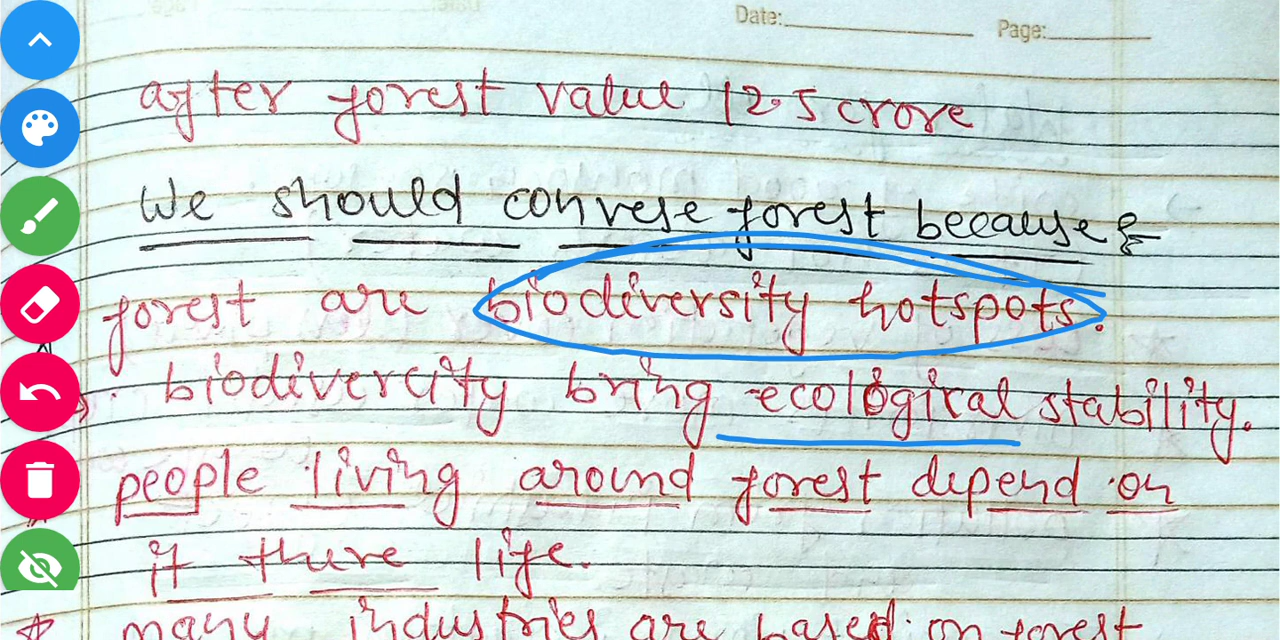 Date:
Page:
after forest value 12.5 crore
We should convese forest because
forest are biodiversity hotspots.
biodivercity bring ecological stability.
people living around forest depend on
it there life.
many industries are based on forest